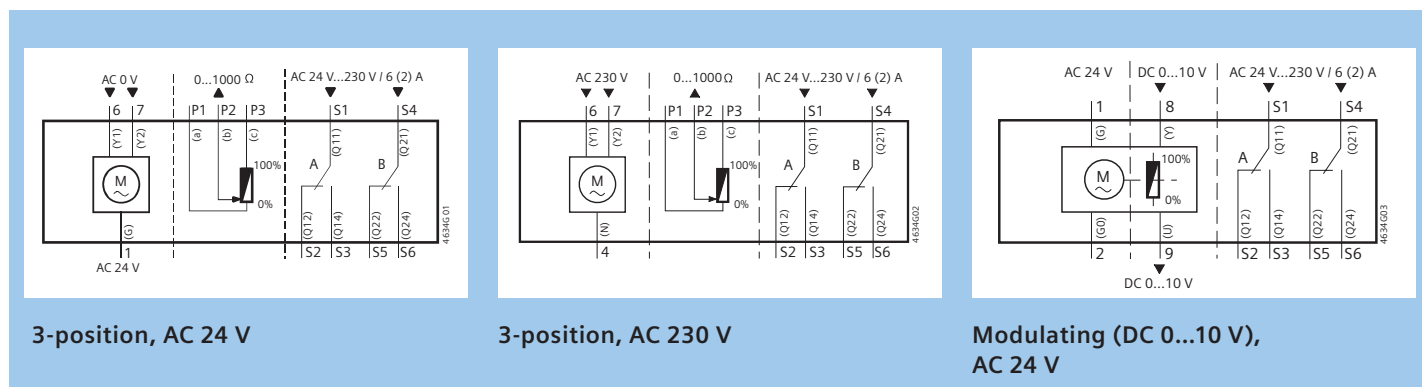 AC 0 V 0...1000 Ω AC 24 V...230 V / 6 (2) A
6 7 P1 P2 P3 S1 S4
(Y1) (Y2) (a) (b) (c) (Q11) (Q21)
A B
100%
M
0%
(G) (Q12) (Q14) (Q22) (Q24)
4634G 01
1 S2 S3 S5 S6
AC 24 V
3-position, AC 24 V
AC 230 V 0...1000 Ω AC 24 V...230 V / 6 (2) A
6 7 P1 P2 P3 S1 S4
(Y1) (Y2) (a) (b) (c) (Q11) (Q21)
A B
100%
M
0%
(N) (Q12) (Q14) (Q22) (Q24)
4634G02
4 S2 S3 S5 S6
3-position, AC 230 V
AC 24 V DC 0...10 V AC 24 V...230 V / 6 (2) A
1 8 S1 S4
(G) (Y) (Q11) (Q21)
A B
100%
M
0%
(G0) (U) (Q12) (Q14) (Q22) (Q24)
4634G03
2 9 S2 S3 S5 S6
DC 0...10 V
Modulating (DC 0...10 V),
AC 24 V